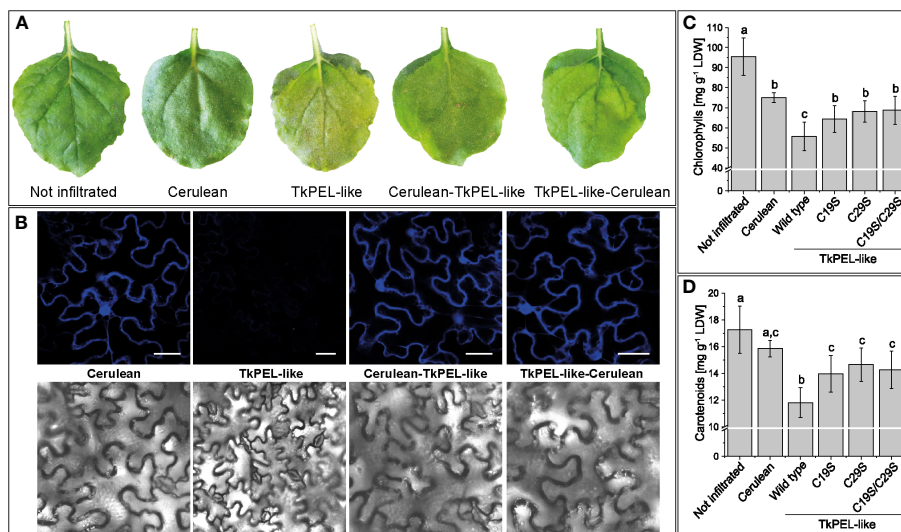 A
Not infiltrated
Cerulean
TkPEL-like
Cerulean-TkPEL-like
TkPEL-like-Cerulean
B
Cerulean
TkPEL-like
Cerulean-TkPEL-like
TkPEL-like-Cerulean
C
Chlorophylls [mg g⁻¹ LDW]
110
100
90
80
70
60
50
40
0
a
b
c
b
b
b
Not infiltrated
Cerulean
Wild type
C19S
C29S
C19S/C29S
TkPEL-like
D
Carotenoids [mg g⁻¹ LDW]
20
18
16
14
12
10
0
a
a,c
b
c
c
c
Not infiltrated
Cerulean
Wild type
C19S
C29S
C19S/C29S
TkPEL-like